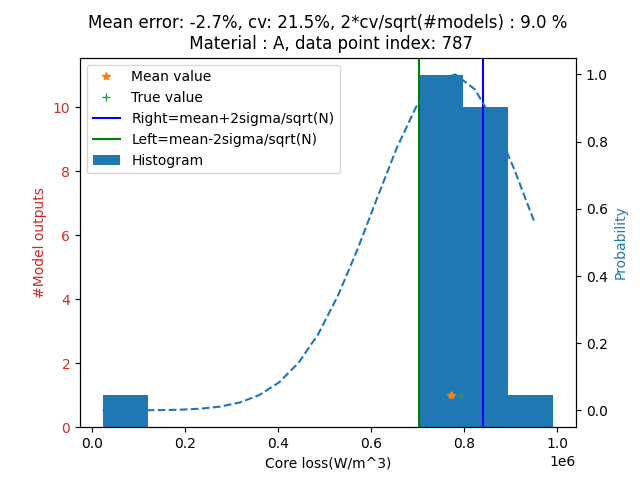 Mean error: -2.7%, cv: 21.5%, 2*cv/sqrt(#models) : 9.0 %
Material : A, data point index: 787
Mean value
True value
Right=mean+2sigma/sqrt(N)
Left=mean-2sigma/sqrt(N)
Histogram
#Model outputs
10
8
6
4
2
0
1.0
0.8
0.6
0.4
0.2
0.0
Probability
0.0 0.2 0.4 0.6 0.8 1.0
1e6
Core loss(W/m^3)